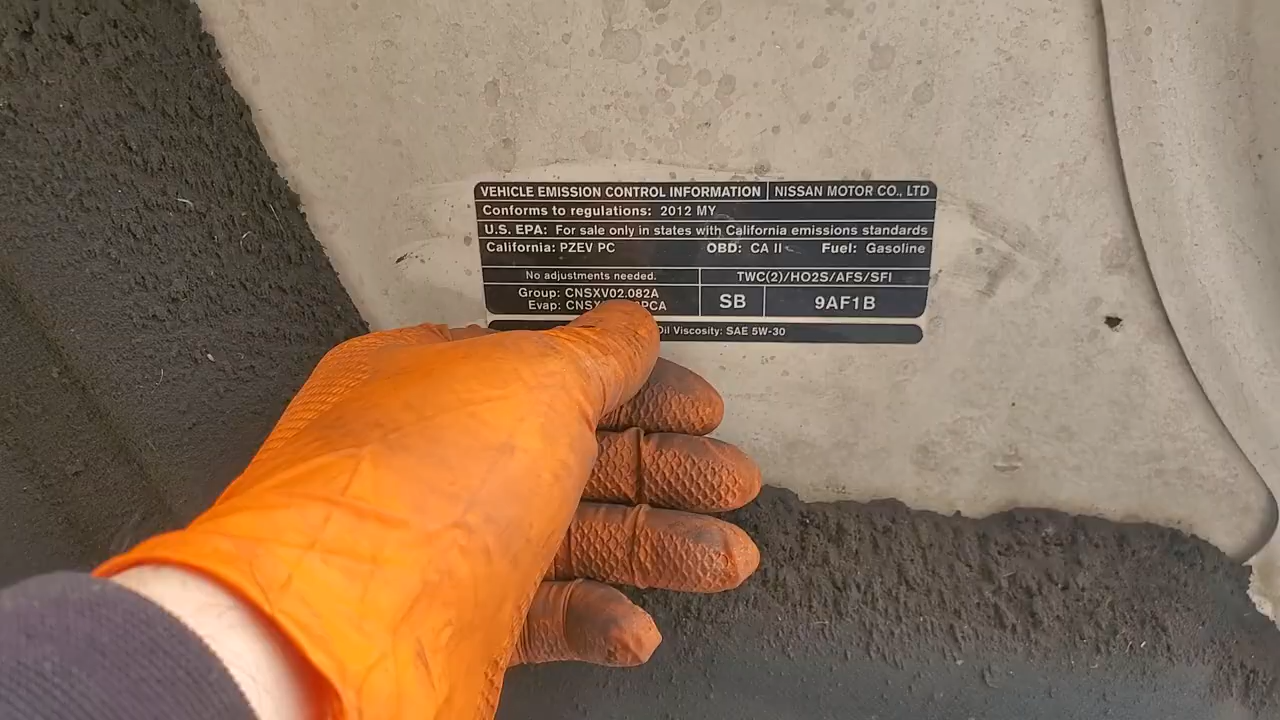 VEHICLE EMISSION CONTROL INFORMATION NISSAN MOTOR CO., LTD
Conforms to regulations: 2012 MY
U.S. EPA: For sale only in states with California emissions standards
California: PZEV PC OBD: CA II Fuel: Gasoline
No adjustments needed. TWC(2)/HO2S/AFS/SFI
Group: CNSXV02.082A SB 9AF1B
Evap:
Oil Viscosity: SAE 5W-30